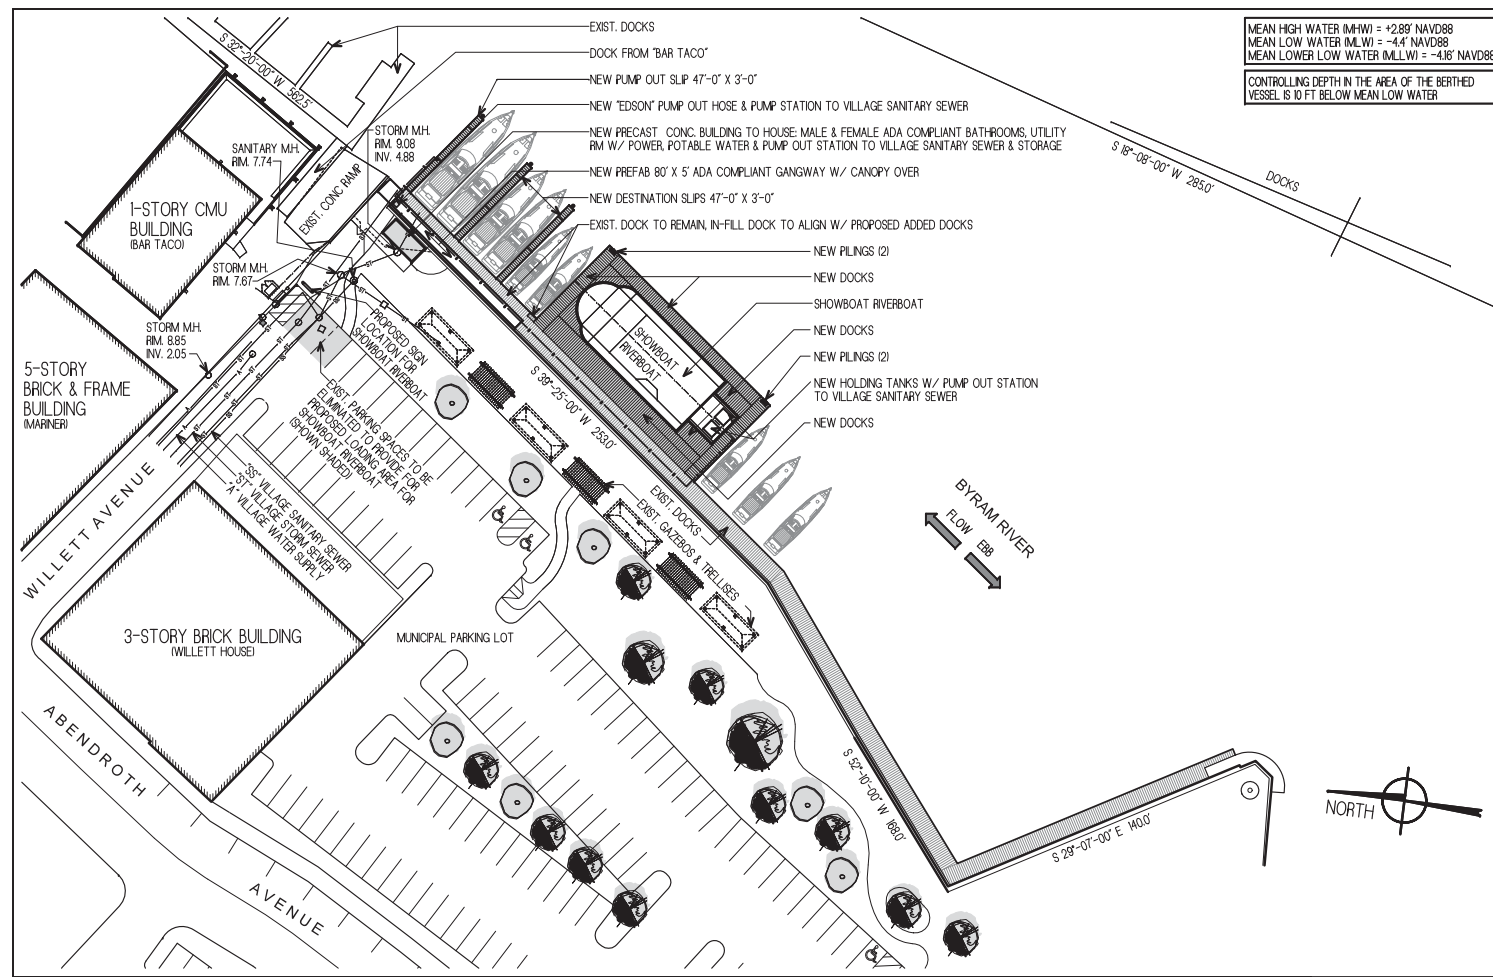 EXIST. DOCKS
DOCK FROM "BAR TACO"
NEW PUMP OUT SLIP 47'-0" X 3'-0"
NEW "EDSON" PUMP OUT HOSE & PUMP STATION TO VILLAGE SANITARY SEWER
NEW PRECAST CONC. BUILDING TO HOUSE: MALE & FEMALE ADA COMPLIANT BATHROOMS, UTILITY
RM W/ POWER, POTABLE WATER & PUMP OUT STATION TO VILLAGE SANITARY SEWER & STORAGE
NEW PREFAB 80' X 5' ADA COMPLIANT GANGWAY W/ CANOPY OVER
NEW DESTINATION SLIPS 47'-0" X 3'-0"
EXIST. DOCK TO REMAIN, IN-FILL DOCK TO ALIGN W/ PROPOSED ADDED DOCKS
NEW PILINGS (2)
NEW DOCKS
SHOWBOAT RIVERBOAT
NEW DOCKS
NEW PILINGS (2)
NEW HOLDING TANKS W/ PUMP OUT STATION
TO VILLAGE SANITARY SEWER
NEW DOCKS
MEAN HIGH WATER (MHW) = +2.89' NAVD88
MEAN LOW WATER (MLW) = -4.4' NAVD88
MEAN LOWER LOW WATER (MLLW) = -4.16' NAVD88
CONTROLLING DEPTH IN THE AREA OF THE BERTHED
VESSEL IS 10 FT BELOW MEAN LOW WATER
S 32°-20'-00" W 562.5'
STORM M.H.
RIM. 9.08
INV. 4.88
SANITARY M.H.
RIM. 7.74
EXIST. CONC RAMP
1-STORY CMU
BUILDING
(BAR TACO)
STORM M.H.
RIM. 7.67
STORM M.H.
RIM. 8.85
INV. 2.05
5-STORY
BRICK & FRAME
BUILDING
(MARINER)
PROPOSED SIGN
LOCATION FOR
SHOWBOAT RIVERBOAT
EXIST. PARKING SPACES TO BE
ELIMINATED TO PROVIDE FOR
PROPOSED LOADING AREA FOR
SHOWBOAT RIVERBOAT
(SHOWN SHADED)
SHOWBOAT
RIVERBOAT
S 39°-25'-00" W 253.0'
S 18°-08'-00" W 285.0'
DOCKS
WILLETT AVENUE
"SS" VILLAGE SANITARY SEWER
"ST" VILLAGE STORM SEWER
"A" VILLAGE WATER SUPPLY
EXIST. DOCKS
EXIST. GAZEBOS & TRELLISES
BYRAM RIVER
FLOW EBB
3-STORY BRICK BUILDING
(WILLETT HOUSE)
MUNICIPAL PARKING LOT
ABENDROTH
AVENUE
S 52°-10'-00" W 168.0'
S 29°-07'-00" E 140.0'
NORTH